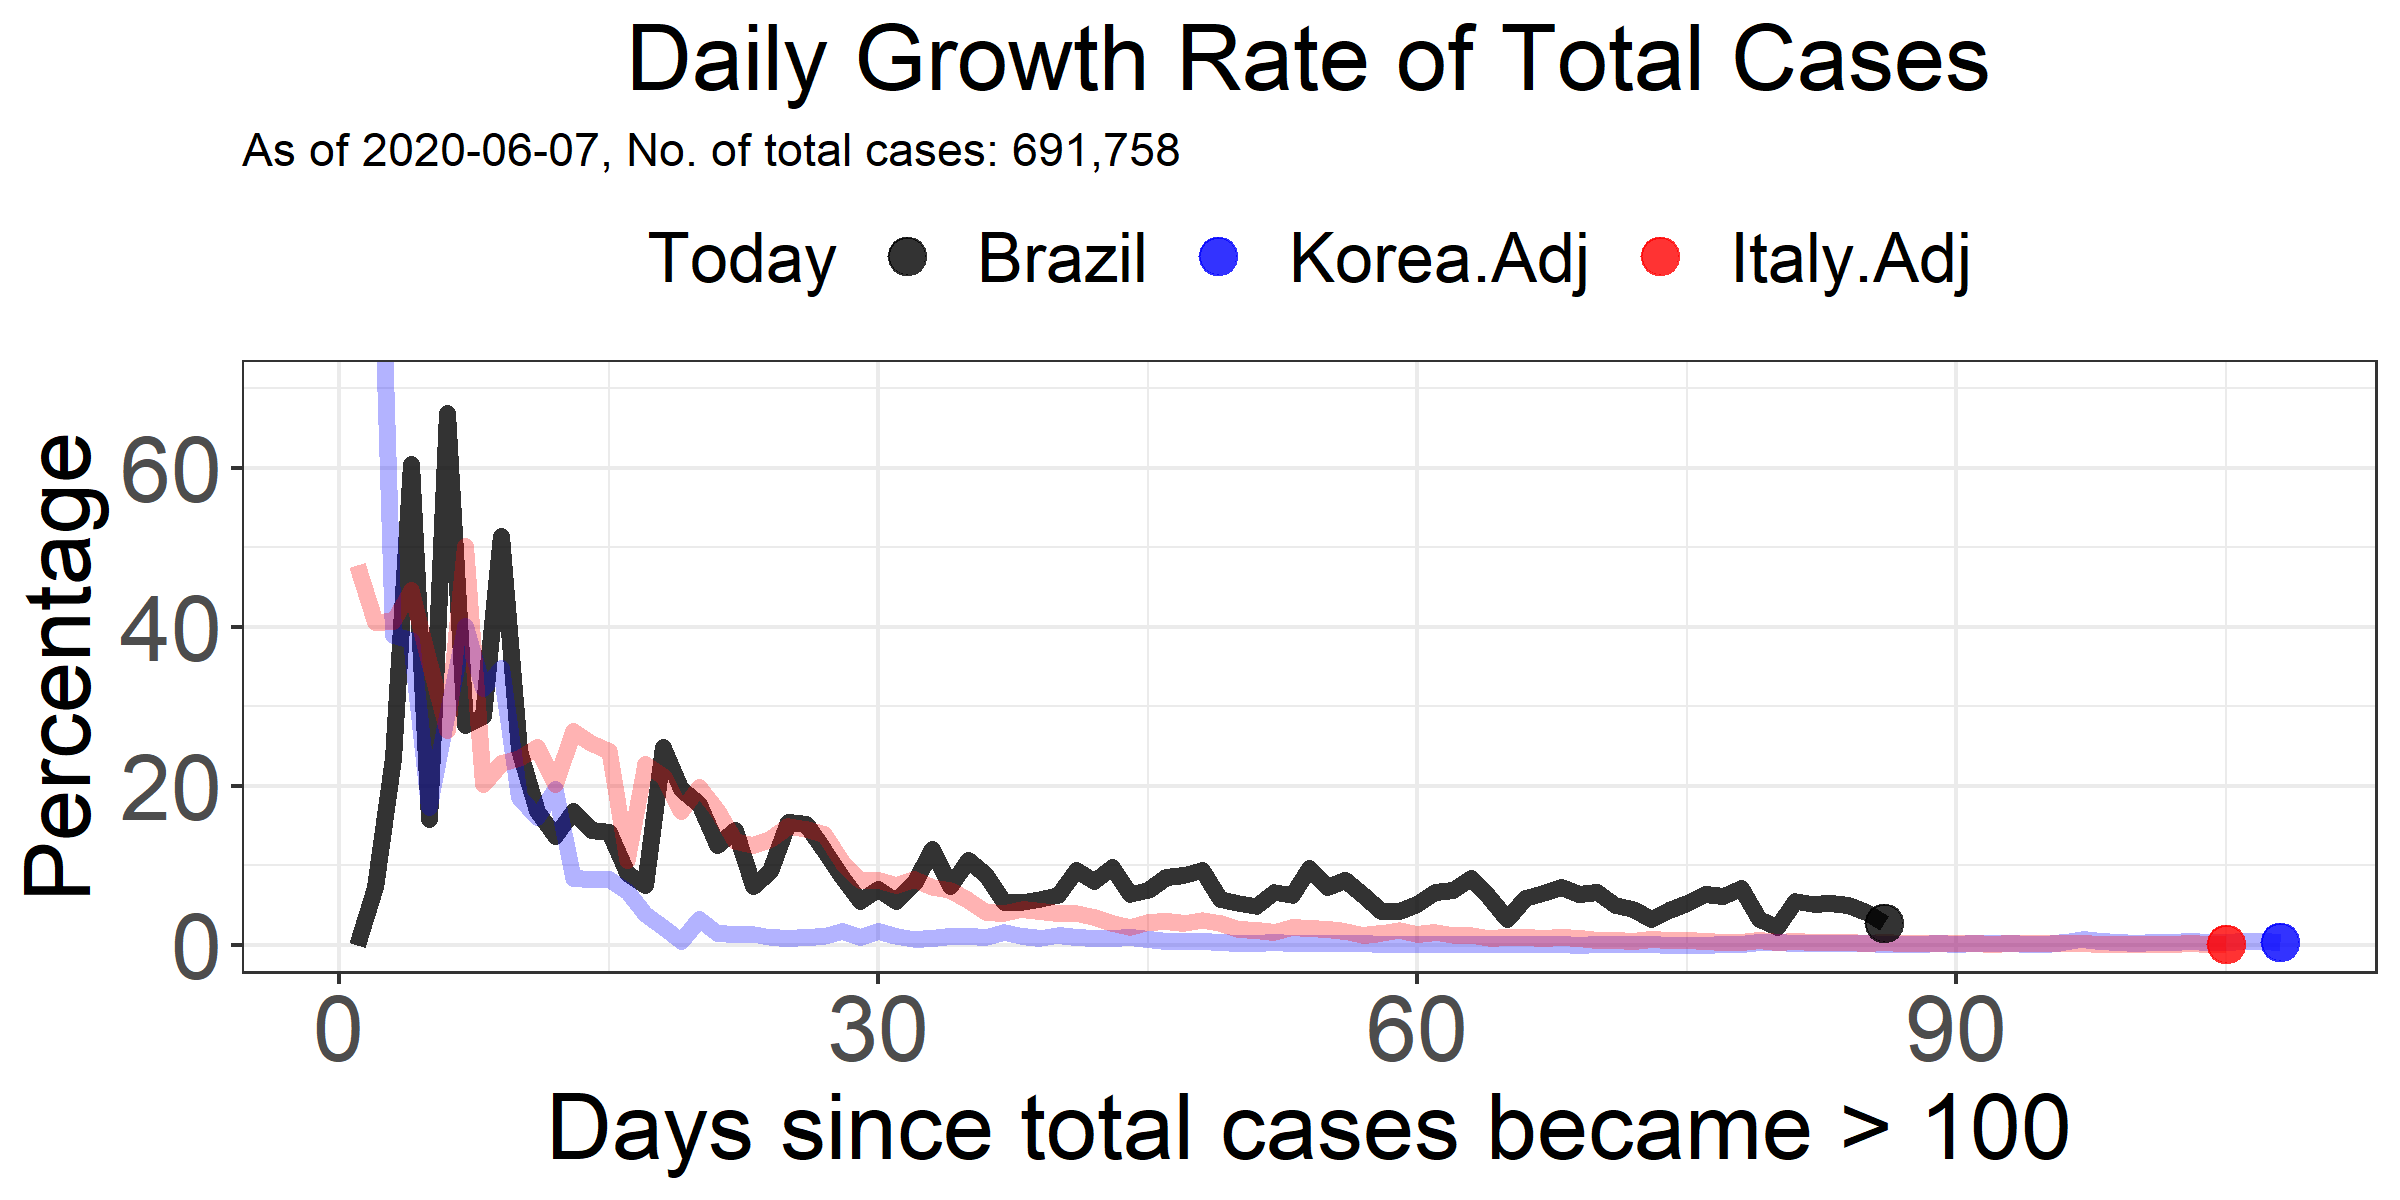 Daily Growth Rate of Total Cases
As of 2020-06-07, No. of total cases: 691,758
Today Brazil Korea.Adj Italy.Adj
Percentage
60
40
20
0
0 30 60 90
Days since total cases became > 100